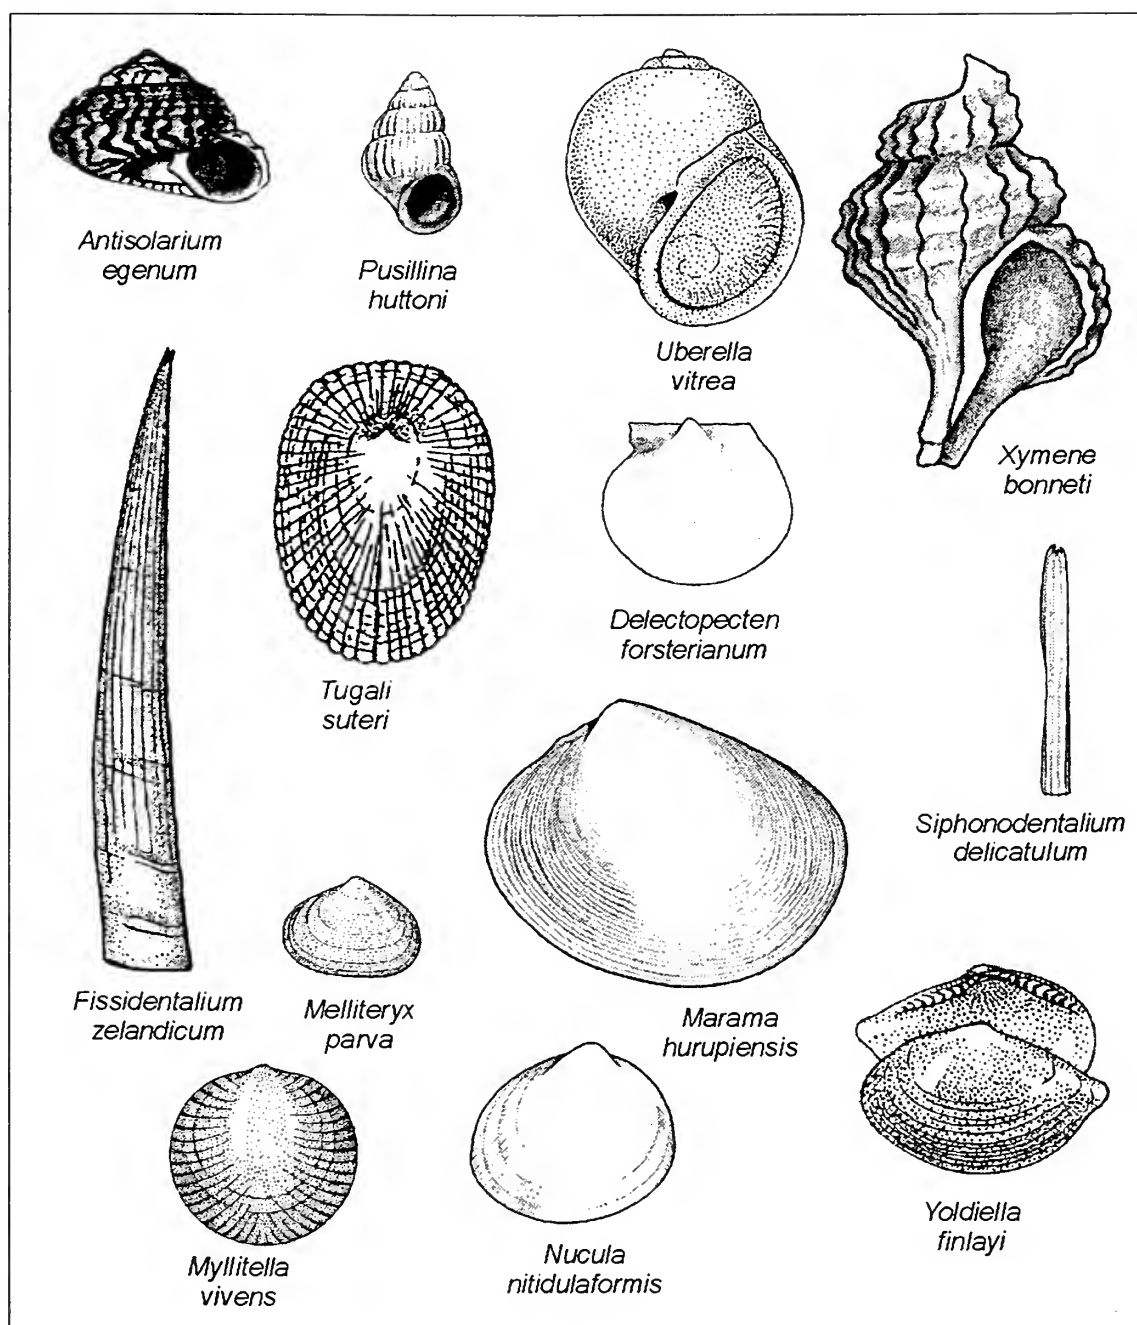 Antisolarium
egenum
Pusillina
huttoni
Uberella
vitrea
Xymene
bonneti
Tugali
suteri
Delectopecten
forsterianum
Siphonodentalium
delicatulum
Fissidentalium
zelandicum
Melliteryx
parva
Marama
hurupiensis
Myllitella
vivens
Nucula
nitidulaformis
Yoldiella
finlayi